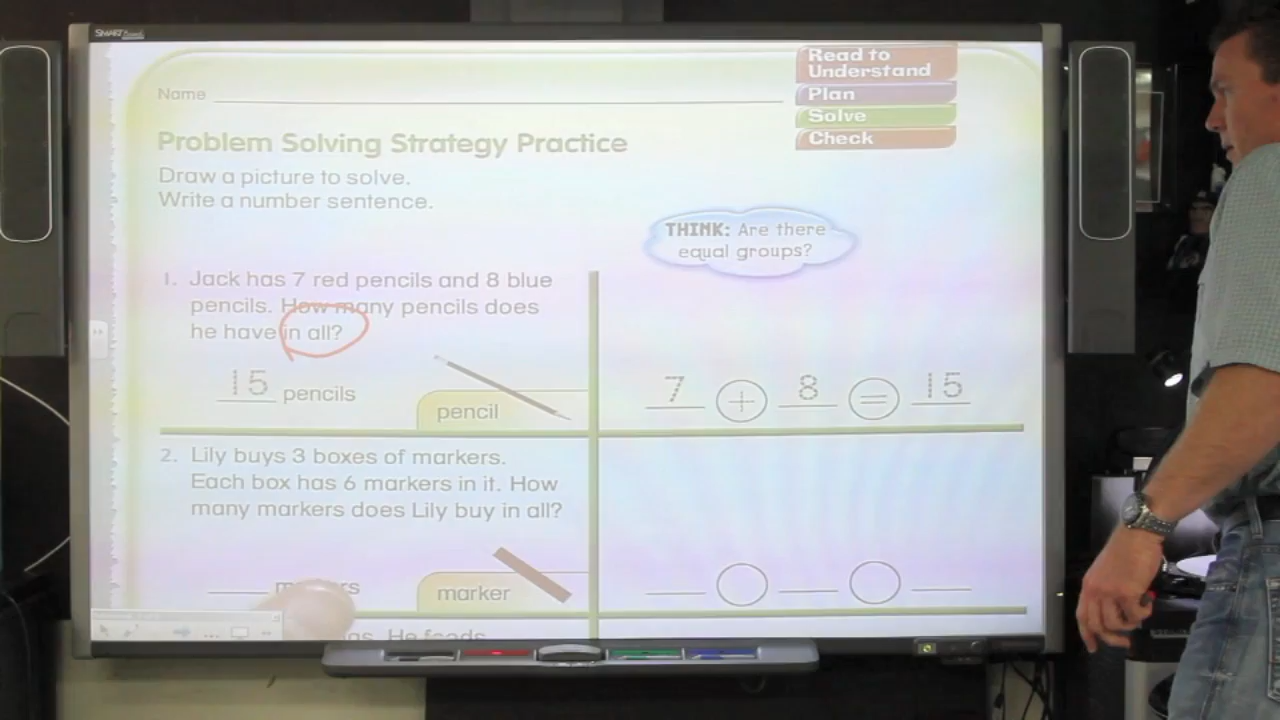 SMART Board
Read to
Understand
Plan
Solve
Check
Name
Problem Solving Strategy Practice
Draw a picture to solve.
Write a number sentence.
THINK: Are there
equal groups?
1. Jack has 7 red pencils and 8 blue
pencils. How many pencils does
he have in all?
15 pencils
pencil
7 + 8 = 15
2. Lily buys 3 boxes of markers.
Each box has 6 markers in it. How
many markers does Lily buy in all?
marker
He feeds